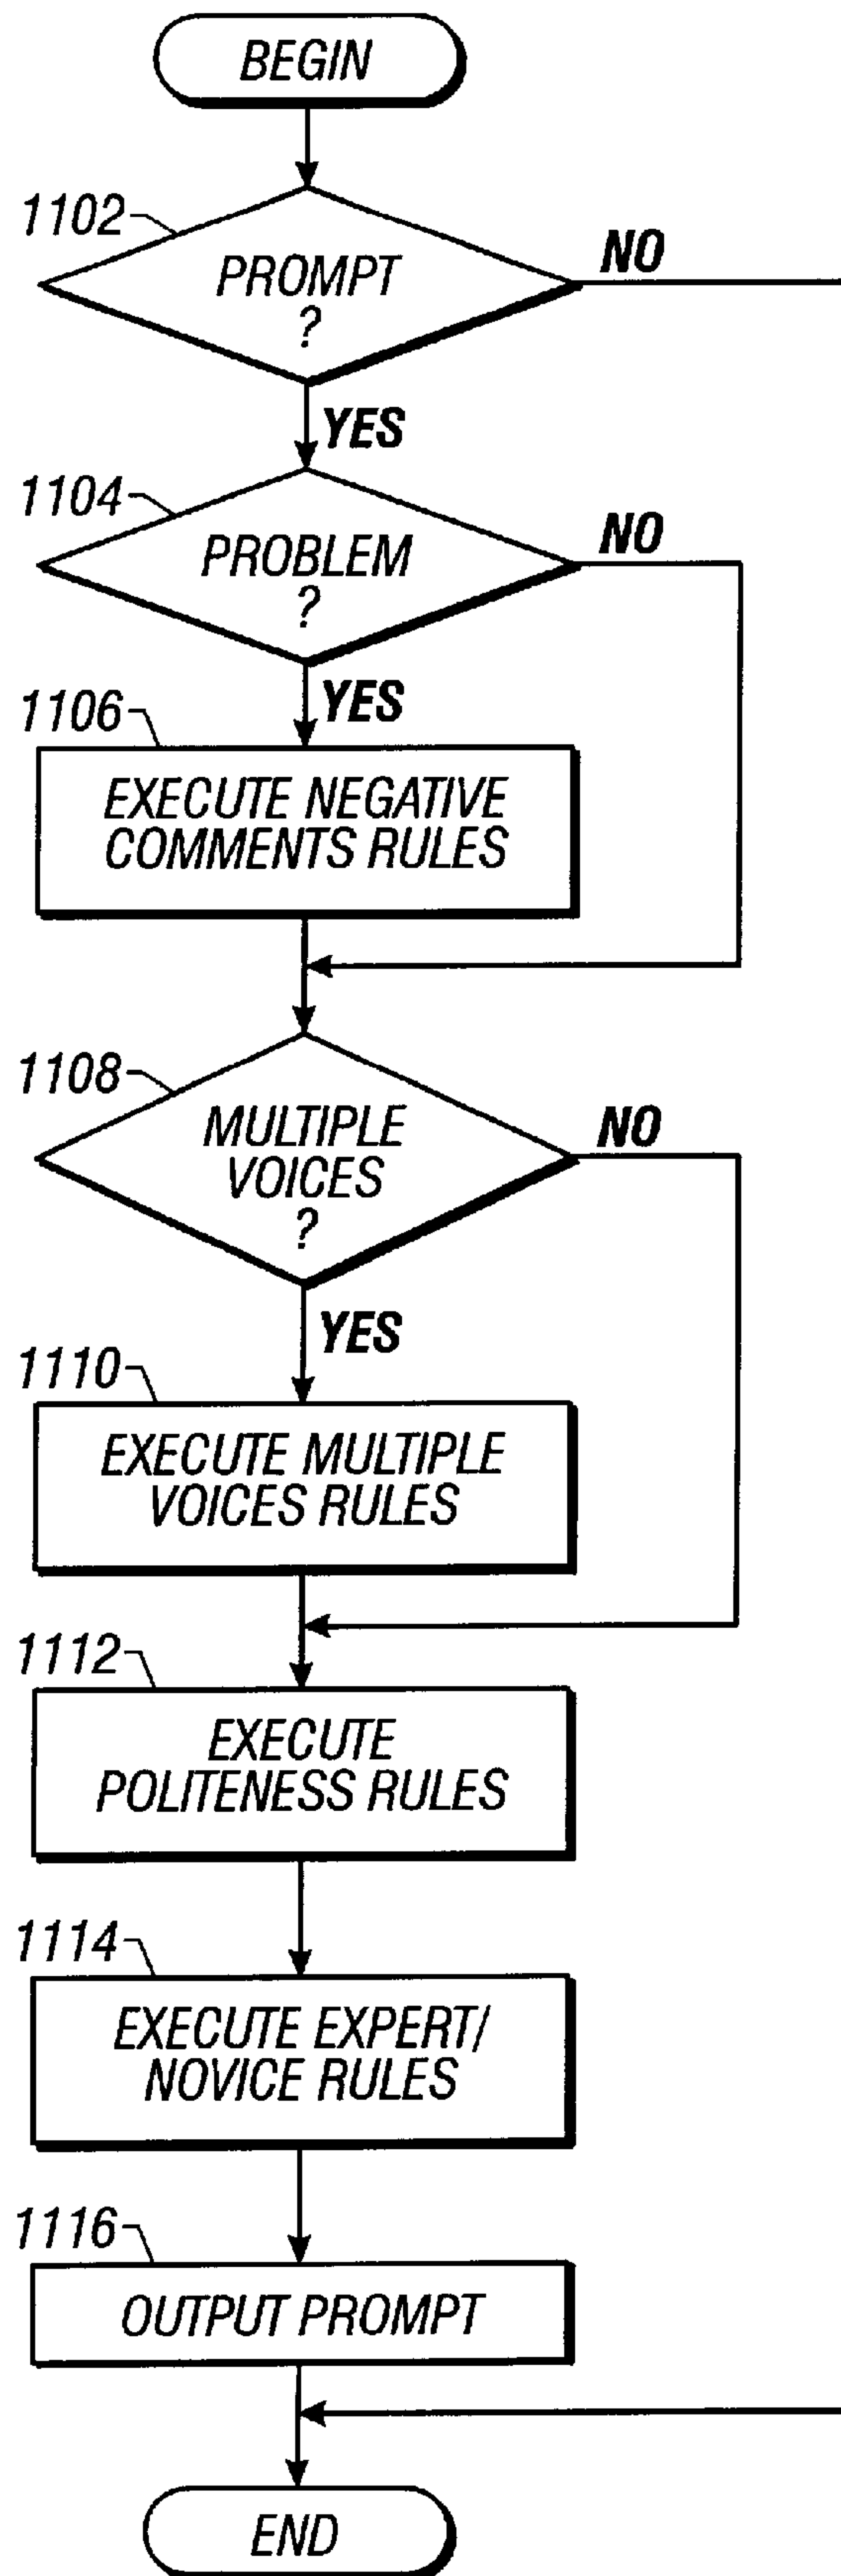 BEGIN
1102
PROMPT
?
NO
YES
1104
PROBLEM
?
NO
YES
1106
EXECUTE NEGATIVE
COMMENTS RULES
1108
MULTIPLE
VOICES
?
NO
YES
1110
EXECUTE MULTIPLE
VOICES RULES
1112
EXECUTE
POLITENESS RULES
1114
EXECUTE EXPERT/
NOVICE RULES
1116
OUTPUT PROMPT
END